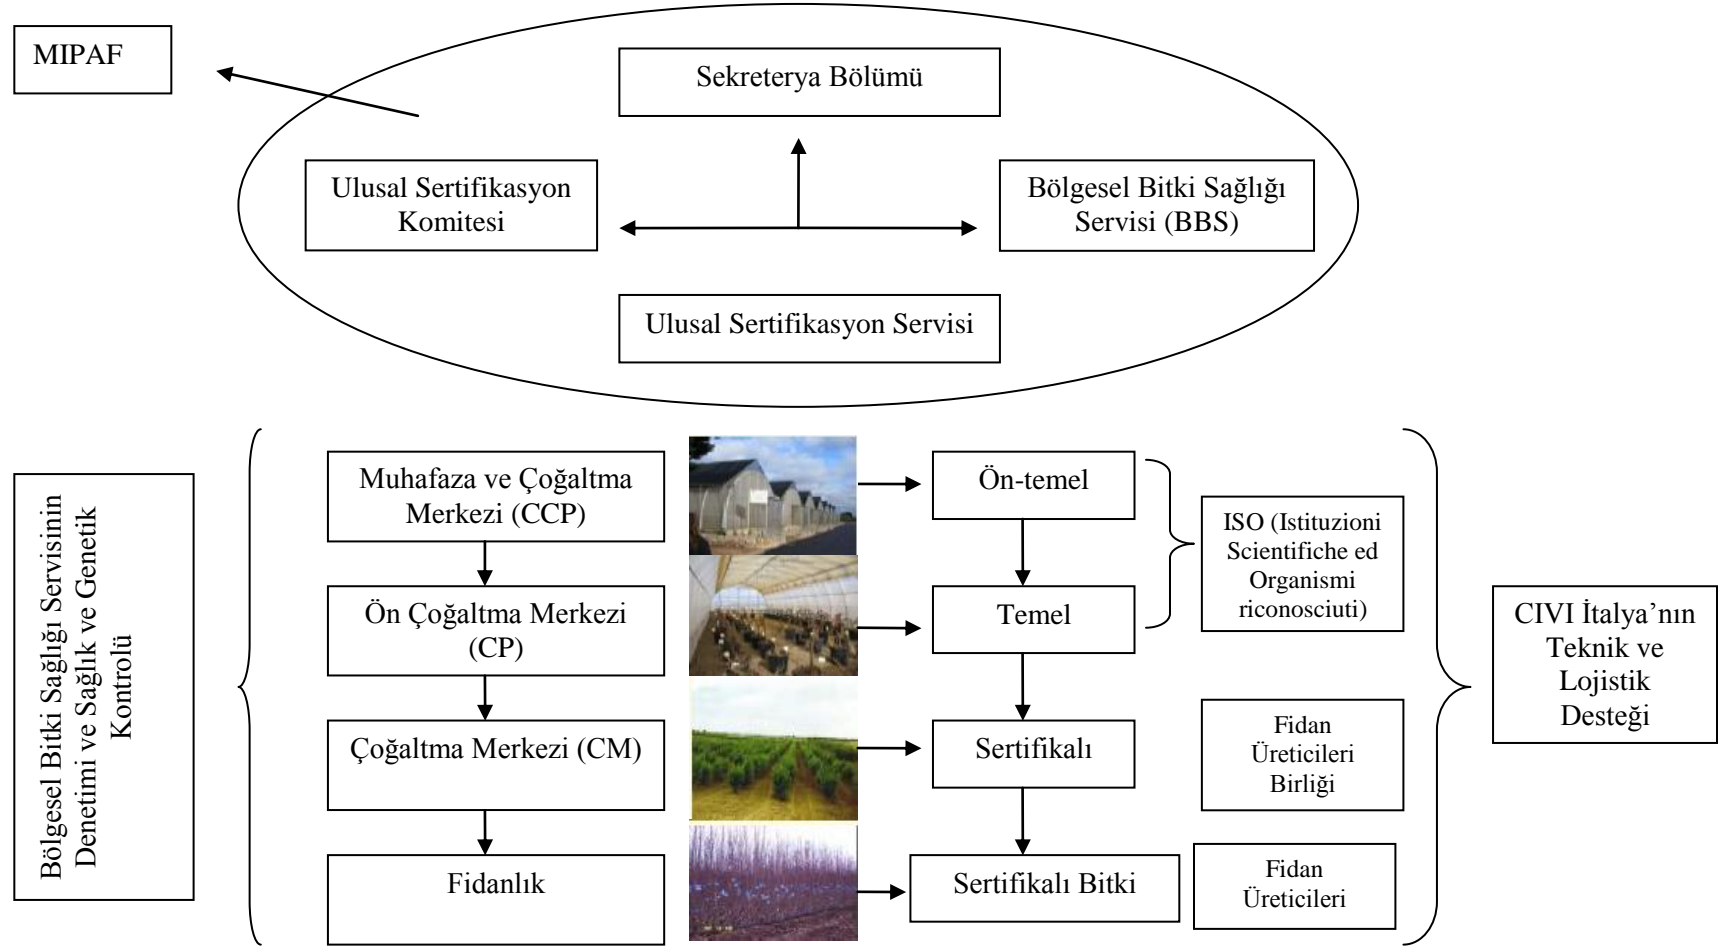 MIPAF
Sekreterya Bölümü
Ulusal Sertifikasyon
Komitesi
Bölgesel Bitki Sağlığı
Servisi (BBS)
Ulusal Sertifikasyon Servisi
Bölgesel Bitki Sağlığı Servisinin
Denetimi ve Sağlık ve Genetik
Kontrolü
Muhafaza ve Çoğaltma
Merkezi (CCP)
Ön Çoğaltma Merkezi
(CP)
Çoğaltma Merkezi (CM)
Fidanlık
Ön-temel
Temel
Sertifikalı
Sertifikalı Bitki
ISO (Istituzioni
Scientifiche ed
Organismi
riconosciuti)
Fidan
Üreticileri
Birliği
Fidan
Üreticileri
CIVI İtalya’nın
Teknik ve
Lojistik
Desteği